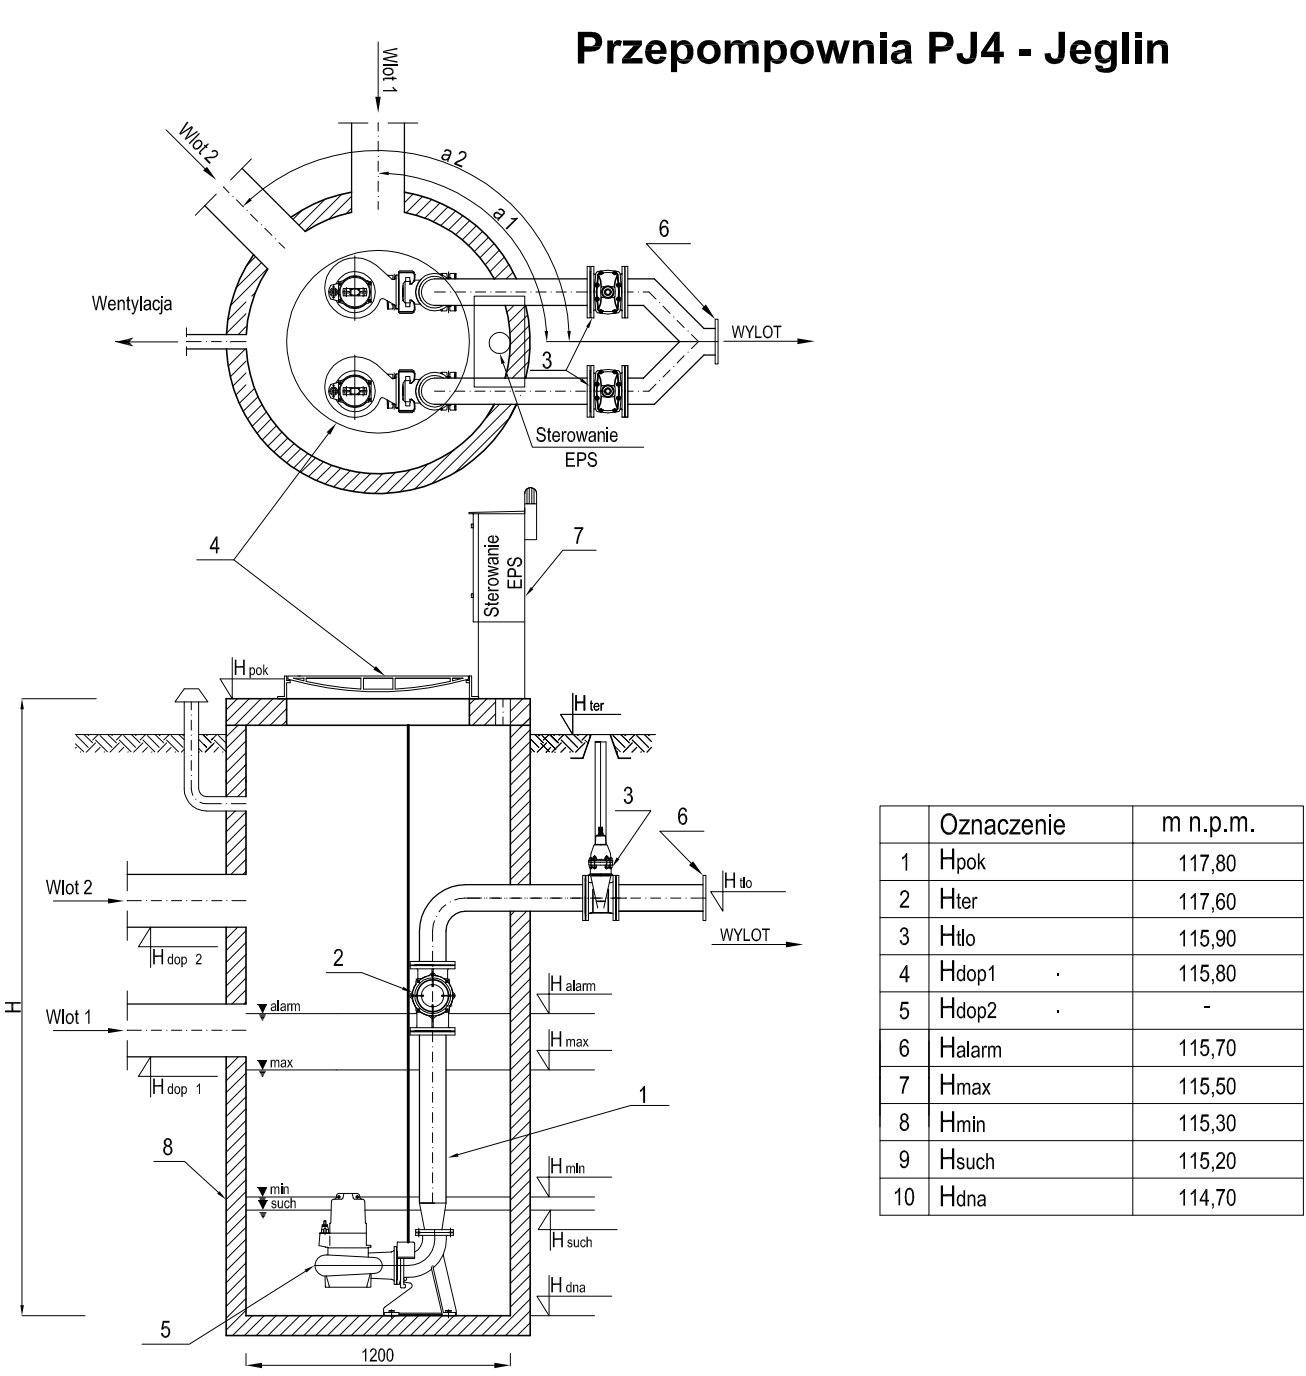 Przepompownia PJ4 - Jeglin
Wlot 1
Wlot 2
a 2
a 1
6
Wentylacja
WYLOT
3
Sterowanie
EPS
4
7
Sterowanie
EPS
H pok
H ter
3
6
Wlot 2
H tlo
WYLOT
H dop 2
2
H alarm
alarm
H
Wlot 1
H max
max
H dop 1
1
8
H min
min
such
H such
H dna
5
1200
Oznaczenie m n.p.m.
1 Hpok 117,80
2 Hter 117,60
3 Htlo 115,90
4 Hdop1 115,80
5 Hdop2 -
6 Halarm 115,70
7 Hmax 115,50
8 Hmin 115,30
9 Hsuch 115,20
10 Hdna 114,70